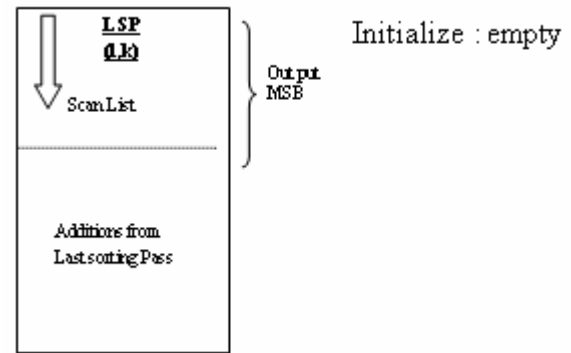 LSP
(i,k)
Scan List
Output
MSB
Initialize : empty
Additions from
Last sorting Pass